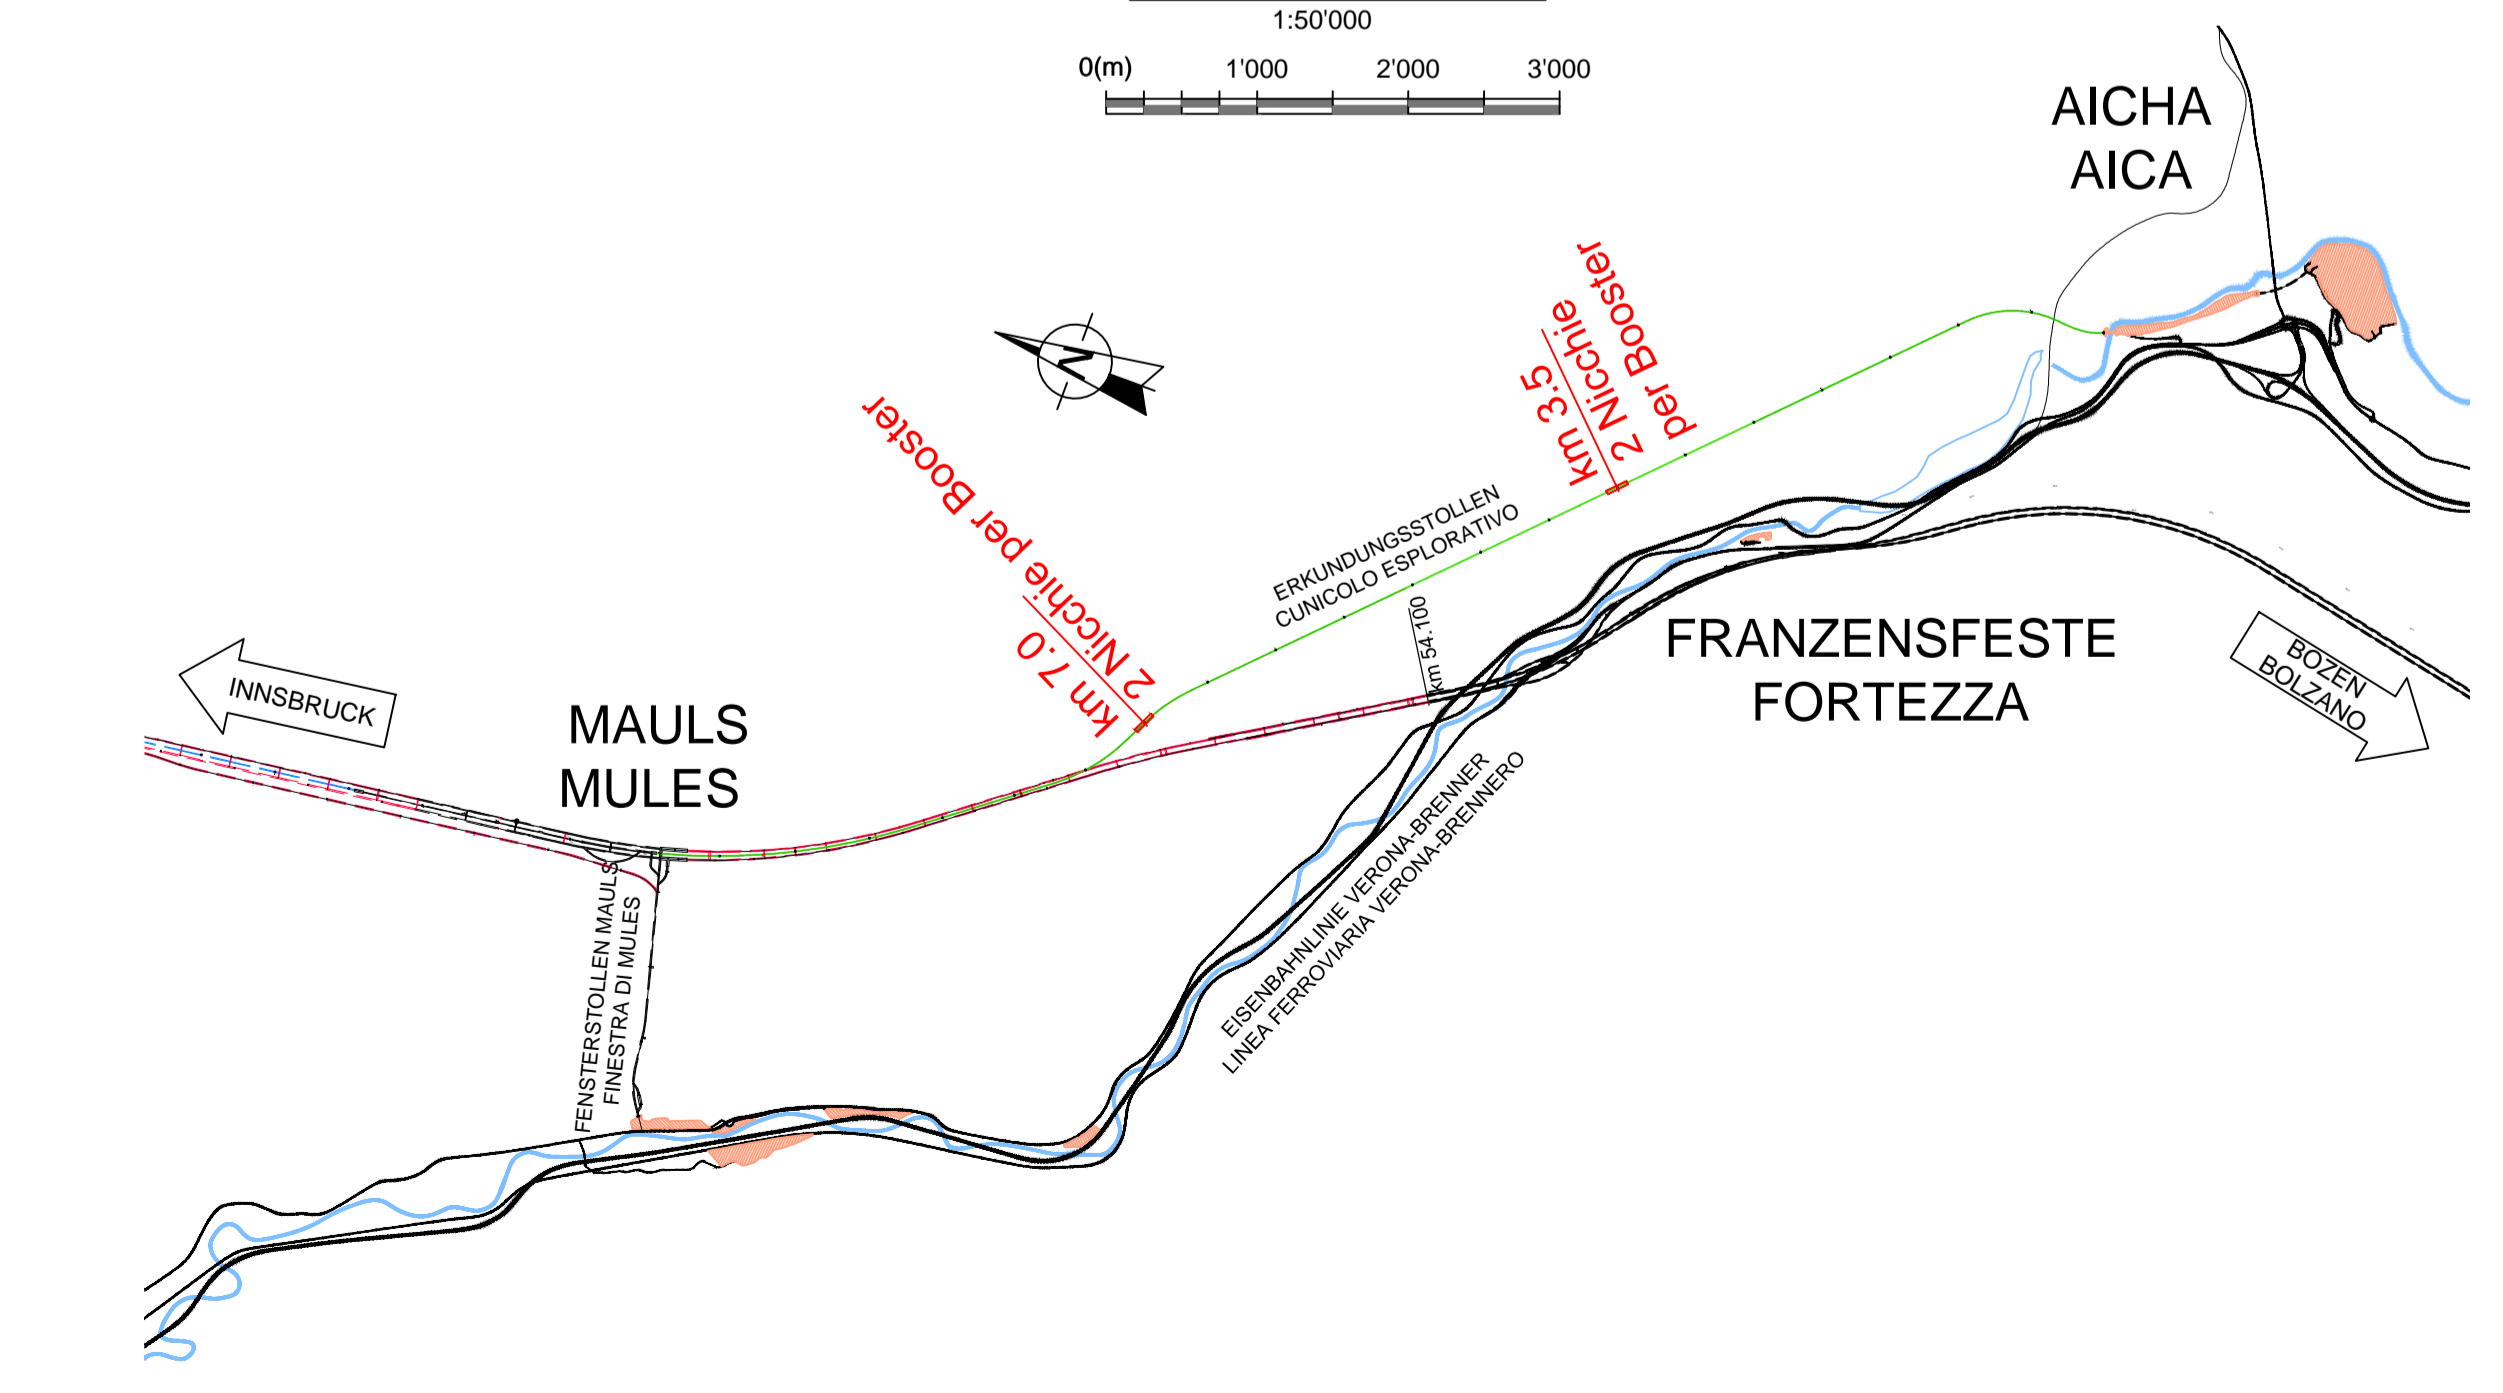 1:50'000
0(m) 1'000 2'000 3'000
AICHA
AICA
N
km 3.5
2 Nicchie
per Booster
km 7.0
2 Nicchie per Booster
ERKUNDUNGSSTOLLEN
CUNICOLO ESPLORATIVO
km 54.100
FRANZENSFESTE
FORTEZZA
BOZEN
BOLZANO
INNSBRUCK
MAULS
MULES
FENSTERSTOLLEN MAULS
FINESTRA DI MULES
EISENBAHNLINIE VERONA-BRENNER
LINEA FERROVIARIA VERONA-BRENNERO